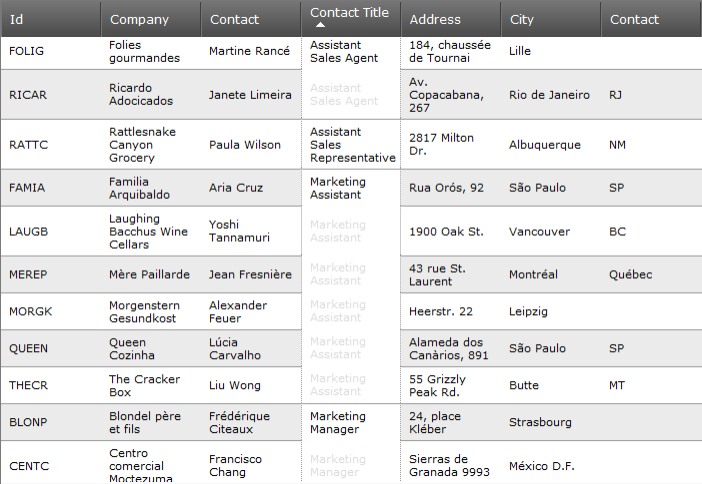 Id Company Contact Contact Title Address City Contact
FOLIG Folies gourmandes Martine Rancé Assistant Sales Agent 184, chaussée de Tournai Lille
RICAR Ricardo Adocicados Janete Limeira Assistant Sales Agent Av. Copacabana, 267 Rio de Janeiro RJ
RATTC Rattlesnake Canyon Grocery Paula Wilson Assistant Sales Representative 2817 Milton Dr. Albuquerque NM
FAMIA Familia Arquibaldo Aria Cruz Marketing Assistant Rua Orós, 92 São Paulo SP
LAUGB Laughing Bacchus Wine Cellars Yoshi Tannamuri Marketing Assistant 1900 Oak St. Vancouver BC
MEREP Mère Paillarde Jean Fresnière Marketing Assistant 43 rue St. Laurent Montréal Québec
MORGK Morgenstern Gesundkost Alexander Feuer Marketing Assistant Heerstr. 22 Leipzig
QUEEN Queen Cozinha Lúcia Carvalho Marketing Assistant Alameda dos Canàrios, 891 São Paulo SP
THECR The Cracker Box Liu Wong Marketing Assistant 55 Grizzly Peak Rd. Butte MT
BLONP Blondel père et fils Frédérique Citeaux Marketing Manager 24, place Kléber Strasbourg
CENTC Centro comercial Moctezuma Francisco Chang Marketing Manager Sierras de Granada 9993 México D.F.